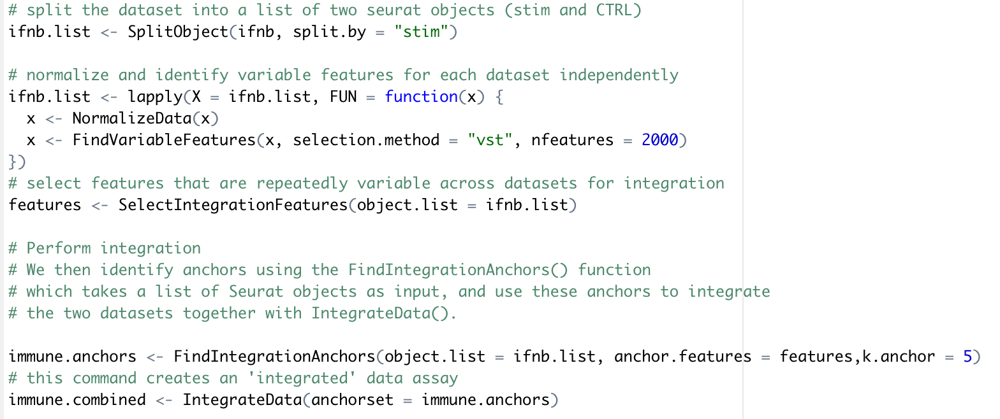 # split the dataset into a list of two seurat objects (stim and CTRL)
ifnb.list <- SplitObject(ifnb, split.by = "stim")
# normalize and identify variable features for each dataset independently
ifnb.list <- lapply(X = ifnb.list, FUN = function(x) {
  x <- NormalizeData(x)
  x <- FindVariableFeatures(x, selection.method = "vst", nfeatures = 2000)
})
# select features that are repeatedly variable across datasets for integration
features <- SelectIntegrationFeatures(object.list = ifnb.list)
# Perform integration
# We then identify anchors using the FindIntegrationAnchors() function
# which takes a list of Seurat objects as input, and use these anchors to integrate
# the two datasets together with IntegrateData().
immune.anchors <- FindIntegrationAnchors(object.list = ifnb.list, anchor.features = features,k.anchor = 5)
# this command creates an 'integrated' data assay
immune.combined <- IntegrateData(anchorset = immune.anchors)